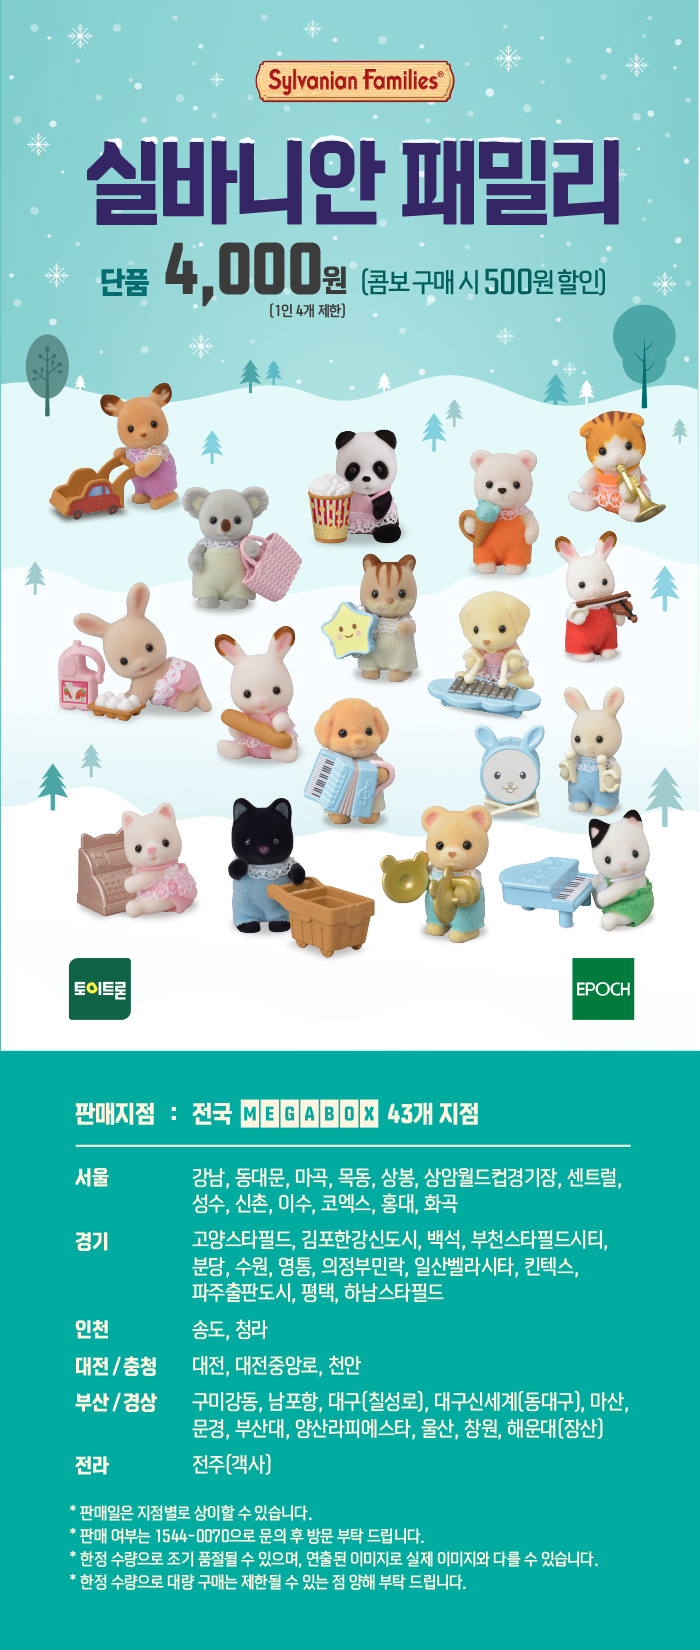 Sylvanian Families®
실바니안 패밀리
단품 4,000원 (콤보 구매 시 500원 할인)
(1인 4개 제한)
토이트론
EPOCH
판매지점 : 전국 MEGABOX 43개 지점
서울 강남, 동대문, 마곡, 목동, 상봉, 상암월드컵경기장, 센트럴,
성수, 신촌, 이수, 코엑스, 홍대, 화곡
경기 고양스타필드, 김포한강신도시, 백석, 부천스타필드시티,
분당, 수원, 영통, 의정부민락, 일산벨라시타, 킨텍스,
파주출판도시, 평택, 하남스타필드
인천 송도, 청라
대전 / 충청 대전, 대전중앙로, 천안
부산 / 경상 구미강동, 남포항, 대구(칠성로), 대구신세계(동대구), 마산,
문경, 부산대, 양산라피에스타, 울산, 창원, 해운대(장산)
전라 전주(객사)
* 판매일은 지점별로 상이할 수 있습니다.
* 판매 여부는 1544-0070으로 문의 후 방문 부탁 드립니다.
* 한정 수량으로 조기 품절될 수 있으며, 연출된 이미지로 실제 이미지와 다를 수 있습니다.
* 한정 수량으로 대량 구매는 제한될 수 있는 점 양해 부탁 드립니다.